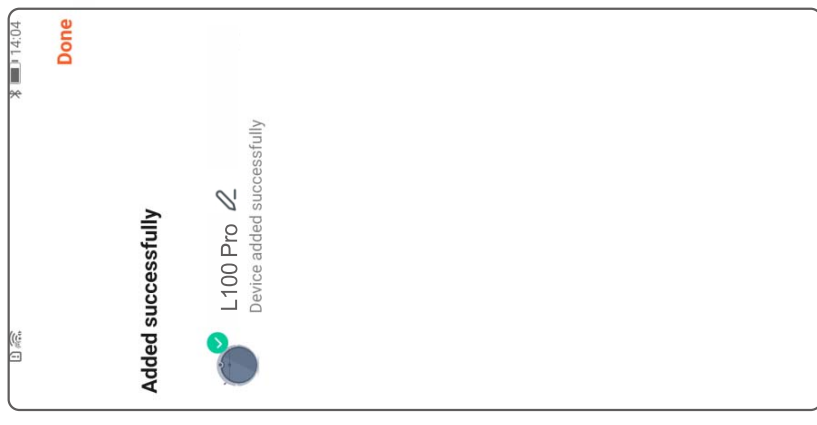 14:04
Done
Added successfully
L100 Pro
Device added successfully